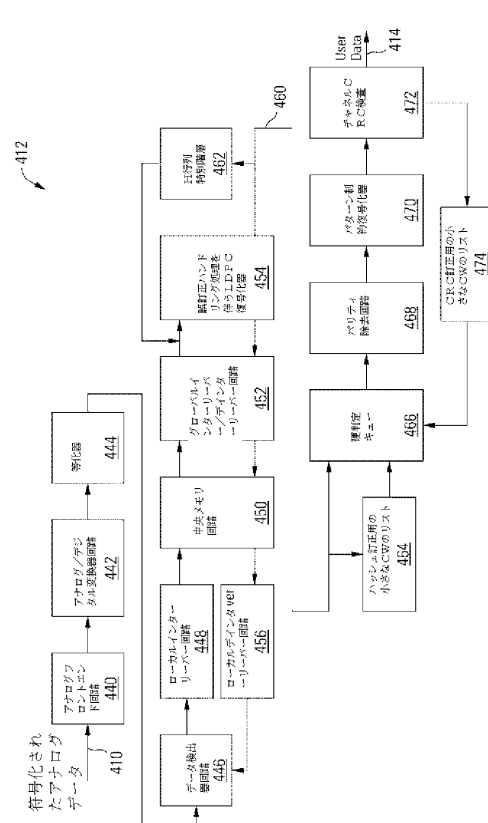 412
符号化され
たアナログ
データ
410
アナログフ
ロントエン
ド回路
440
アナログ/デジ
タル変換器回路
442
等化器
444
データ検出
器回路
446
ローカルインター
リーバー回路
448
ローカルデインタver
ーリーバー回路
456
中央メモリ
回路
450
グローバルイ
ンターリーバ
ー/デインタ
ーリーバー回路
452
誤訂正ハンド
リング処理を
伴うLDPC
復号化器
454
H行列
特別階層
462
460
ハッシュ訂正用の
小さなCWのリスト
464
硬判定
キュー
466
パリティ
除去回路
468
パターン制
約復号化器
470
チャネルC
RC検査
472
CRC訂正用の小
さなCWのリスト
474
User
Data
414